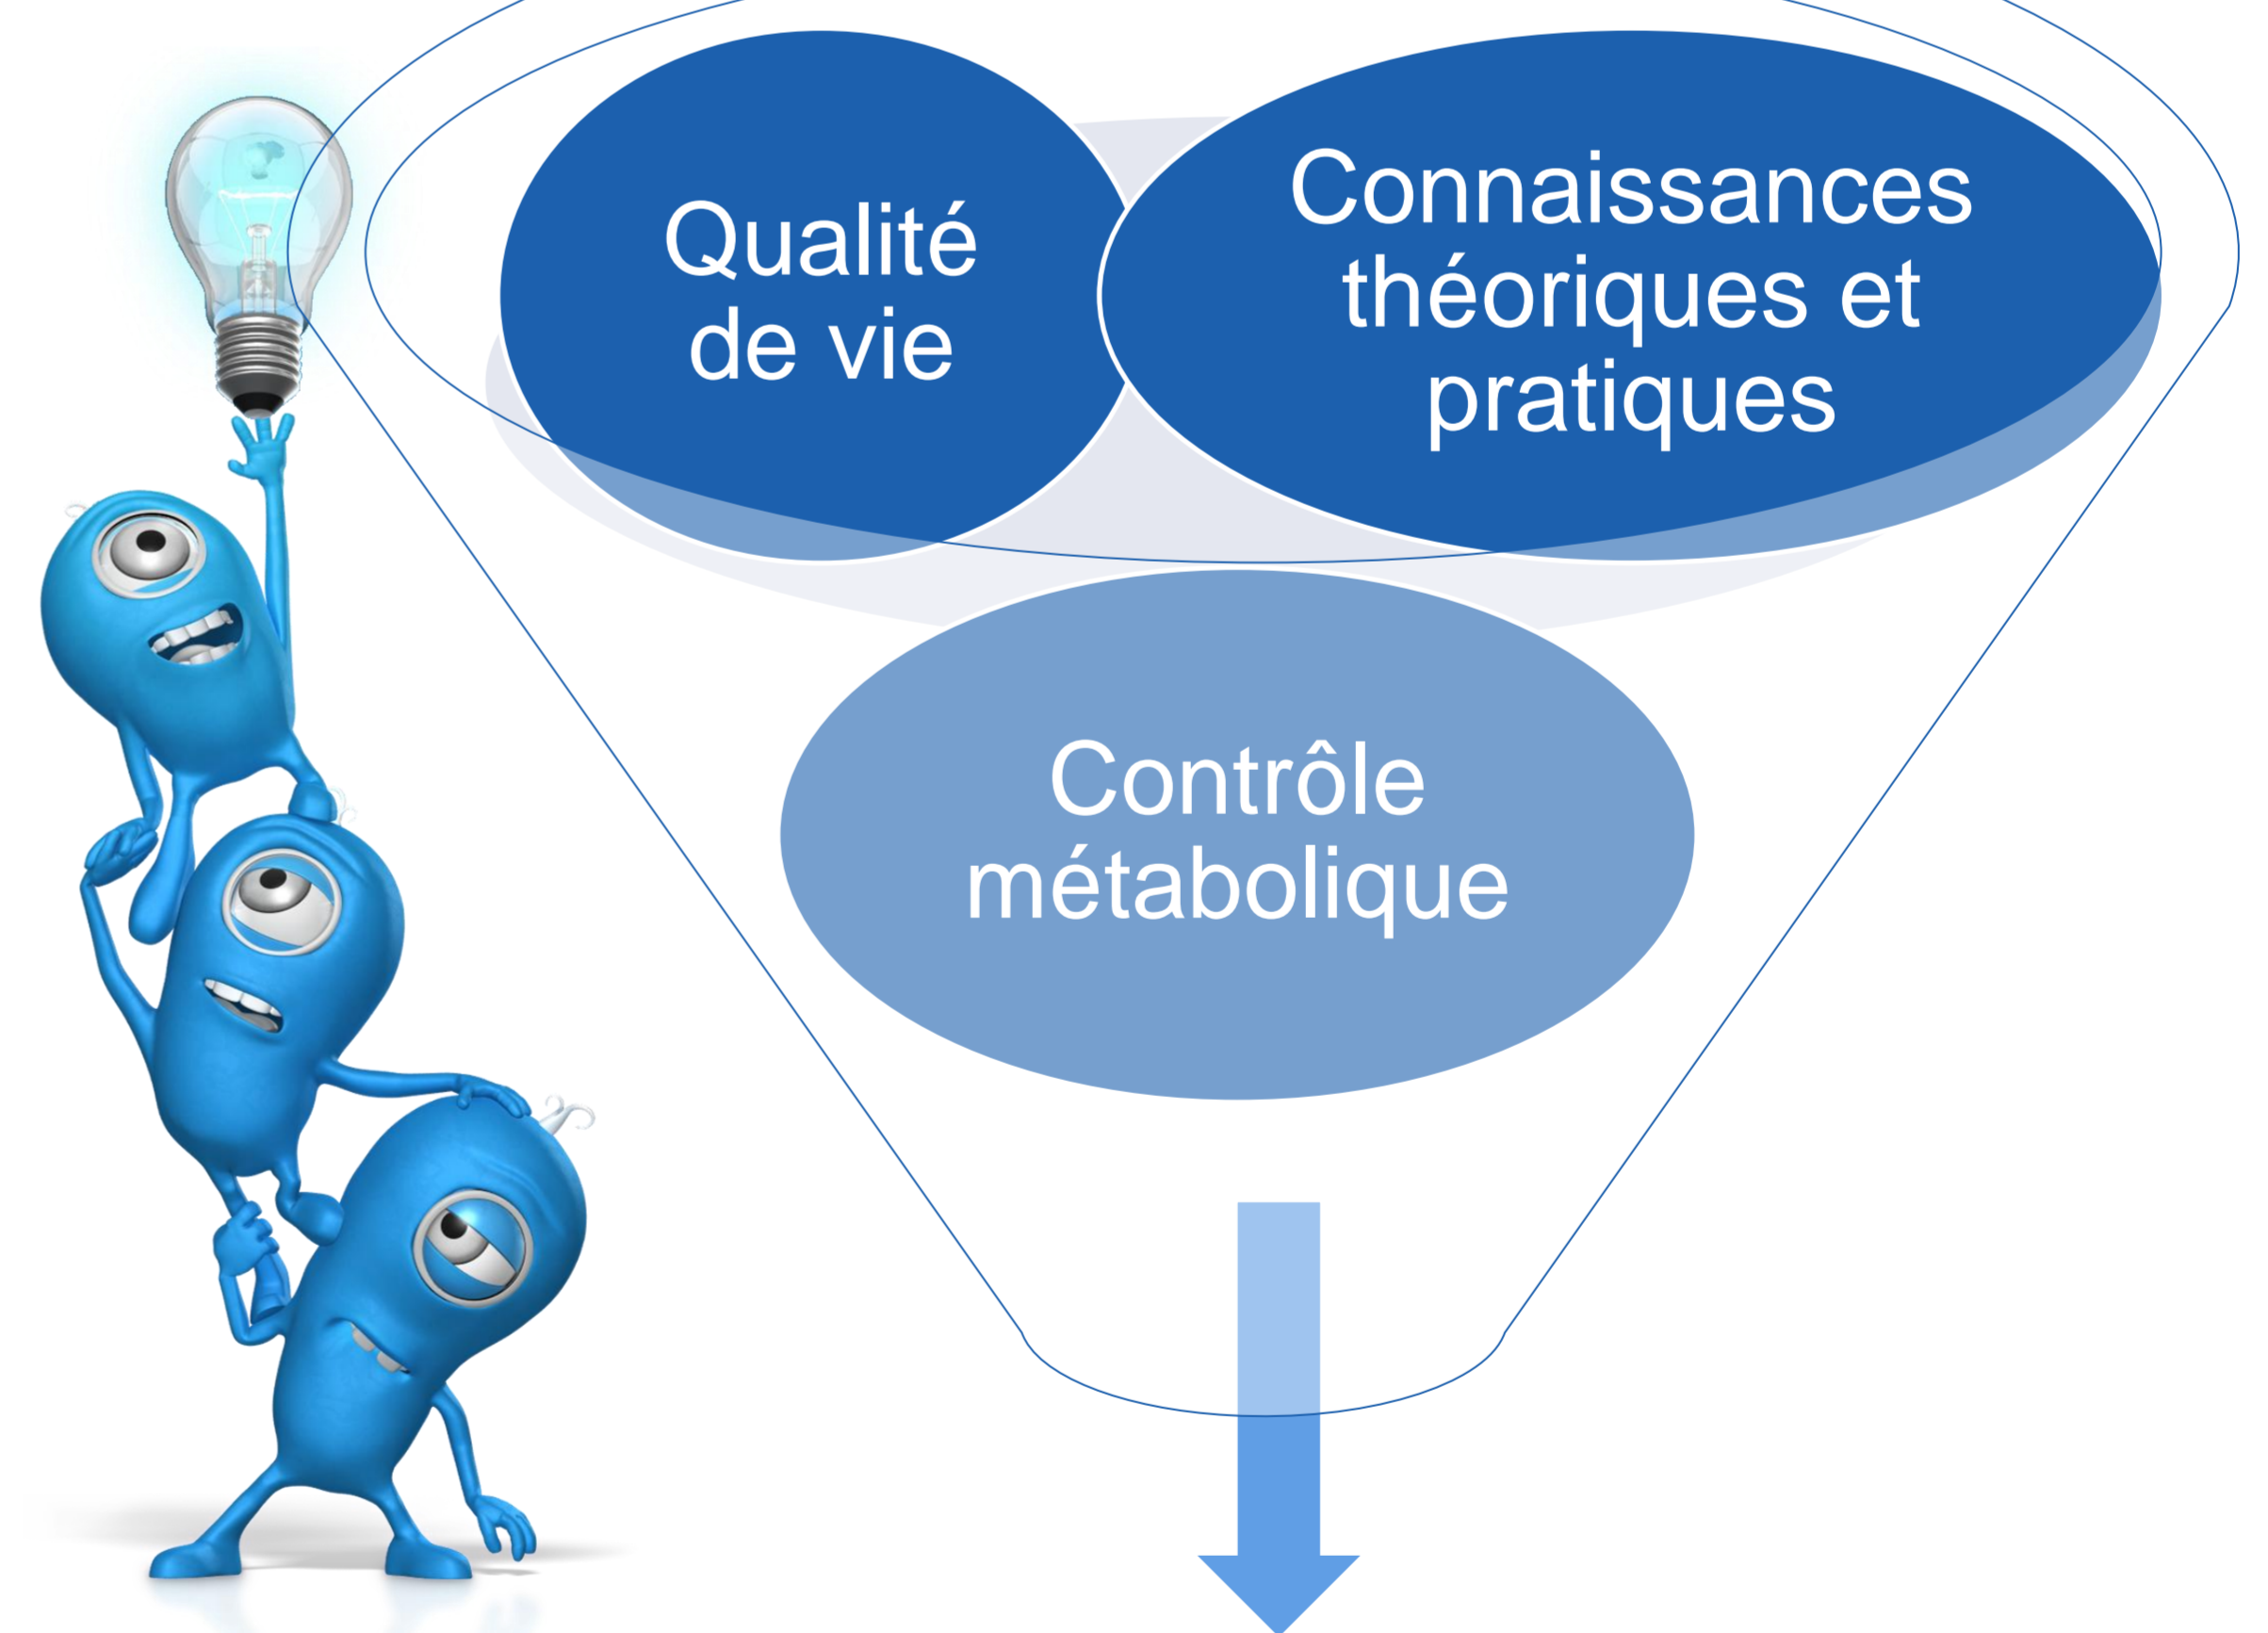 Qualité
de vie
Connaissances
théoriques et
pratiques
Contrôle
métabolique